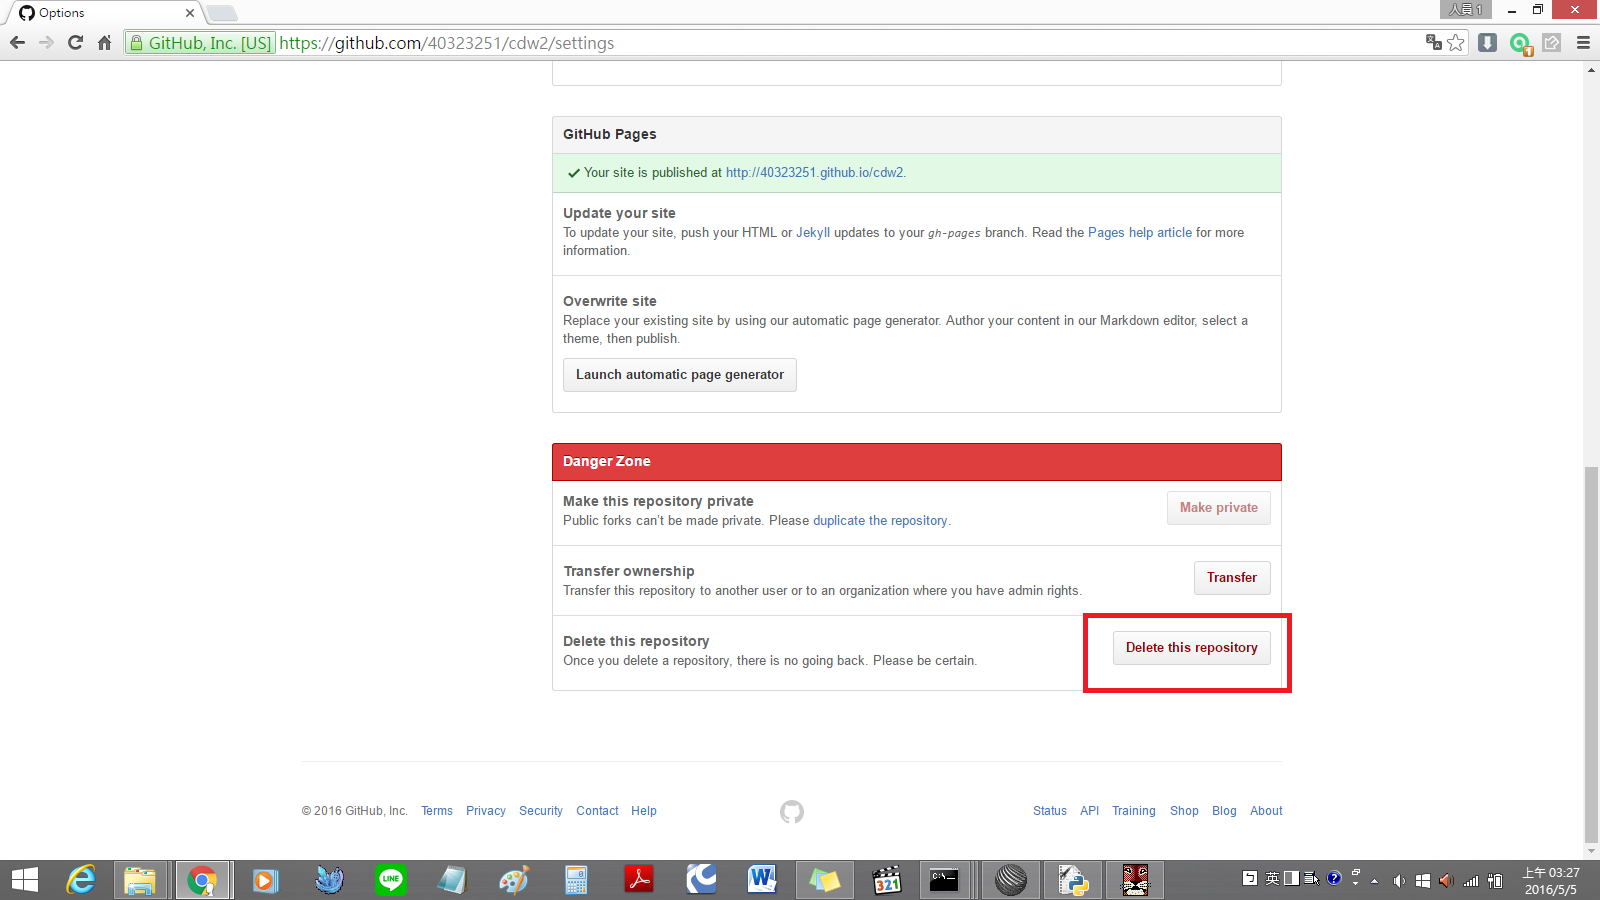 Options
人員 1
GitHub, Inc. [US] https://github.com/40323251/cdw2/settings
GitHub Pages
Your site is published at http://40323251.github.io/cdw2.
Update your site
To update your site, push your HTML or Jekyll updates to your gh-pages branch. Read the Pages help article for more
information.
Overwrite site
Replace your existing site by using our automatic page generator. Author your content in our Markdown editor, select a
theme, then publish.
Launch automatic page generator
Danger Zone
Make this repository private
Public forks can't be made private. Please duplicate the repository.
Make private
Transfer ownership
Transfer this repository to another user or to an organization where you have admin rights.
Transfer
Delete this repository
Once you delete a repository, there is no going back. Please be certain.
Delete this repository
© 2016 GitHub, Inc. Terms Privacy Security Contact Help
Status API Training Shop Blog About
LINE
W
321
C:\
英
上午 03:27
2016/5/5